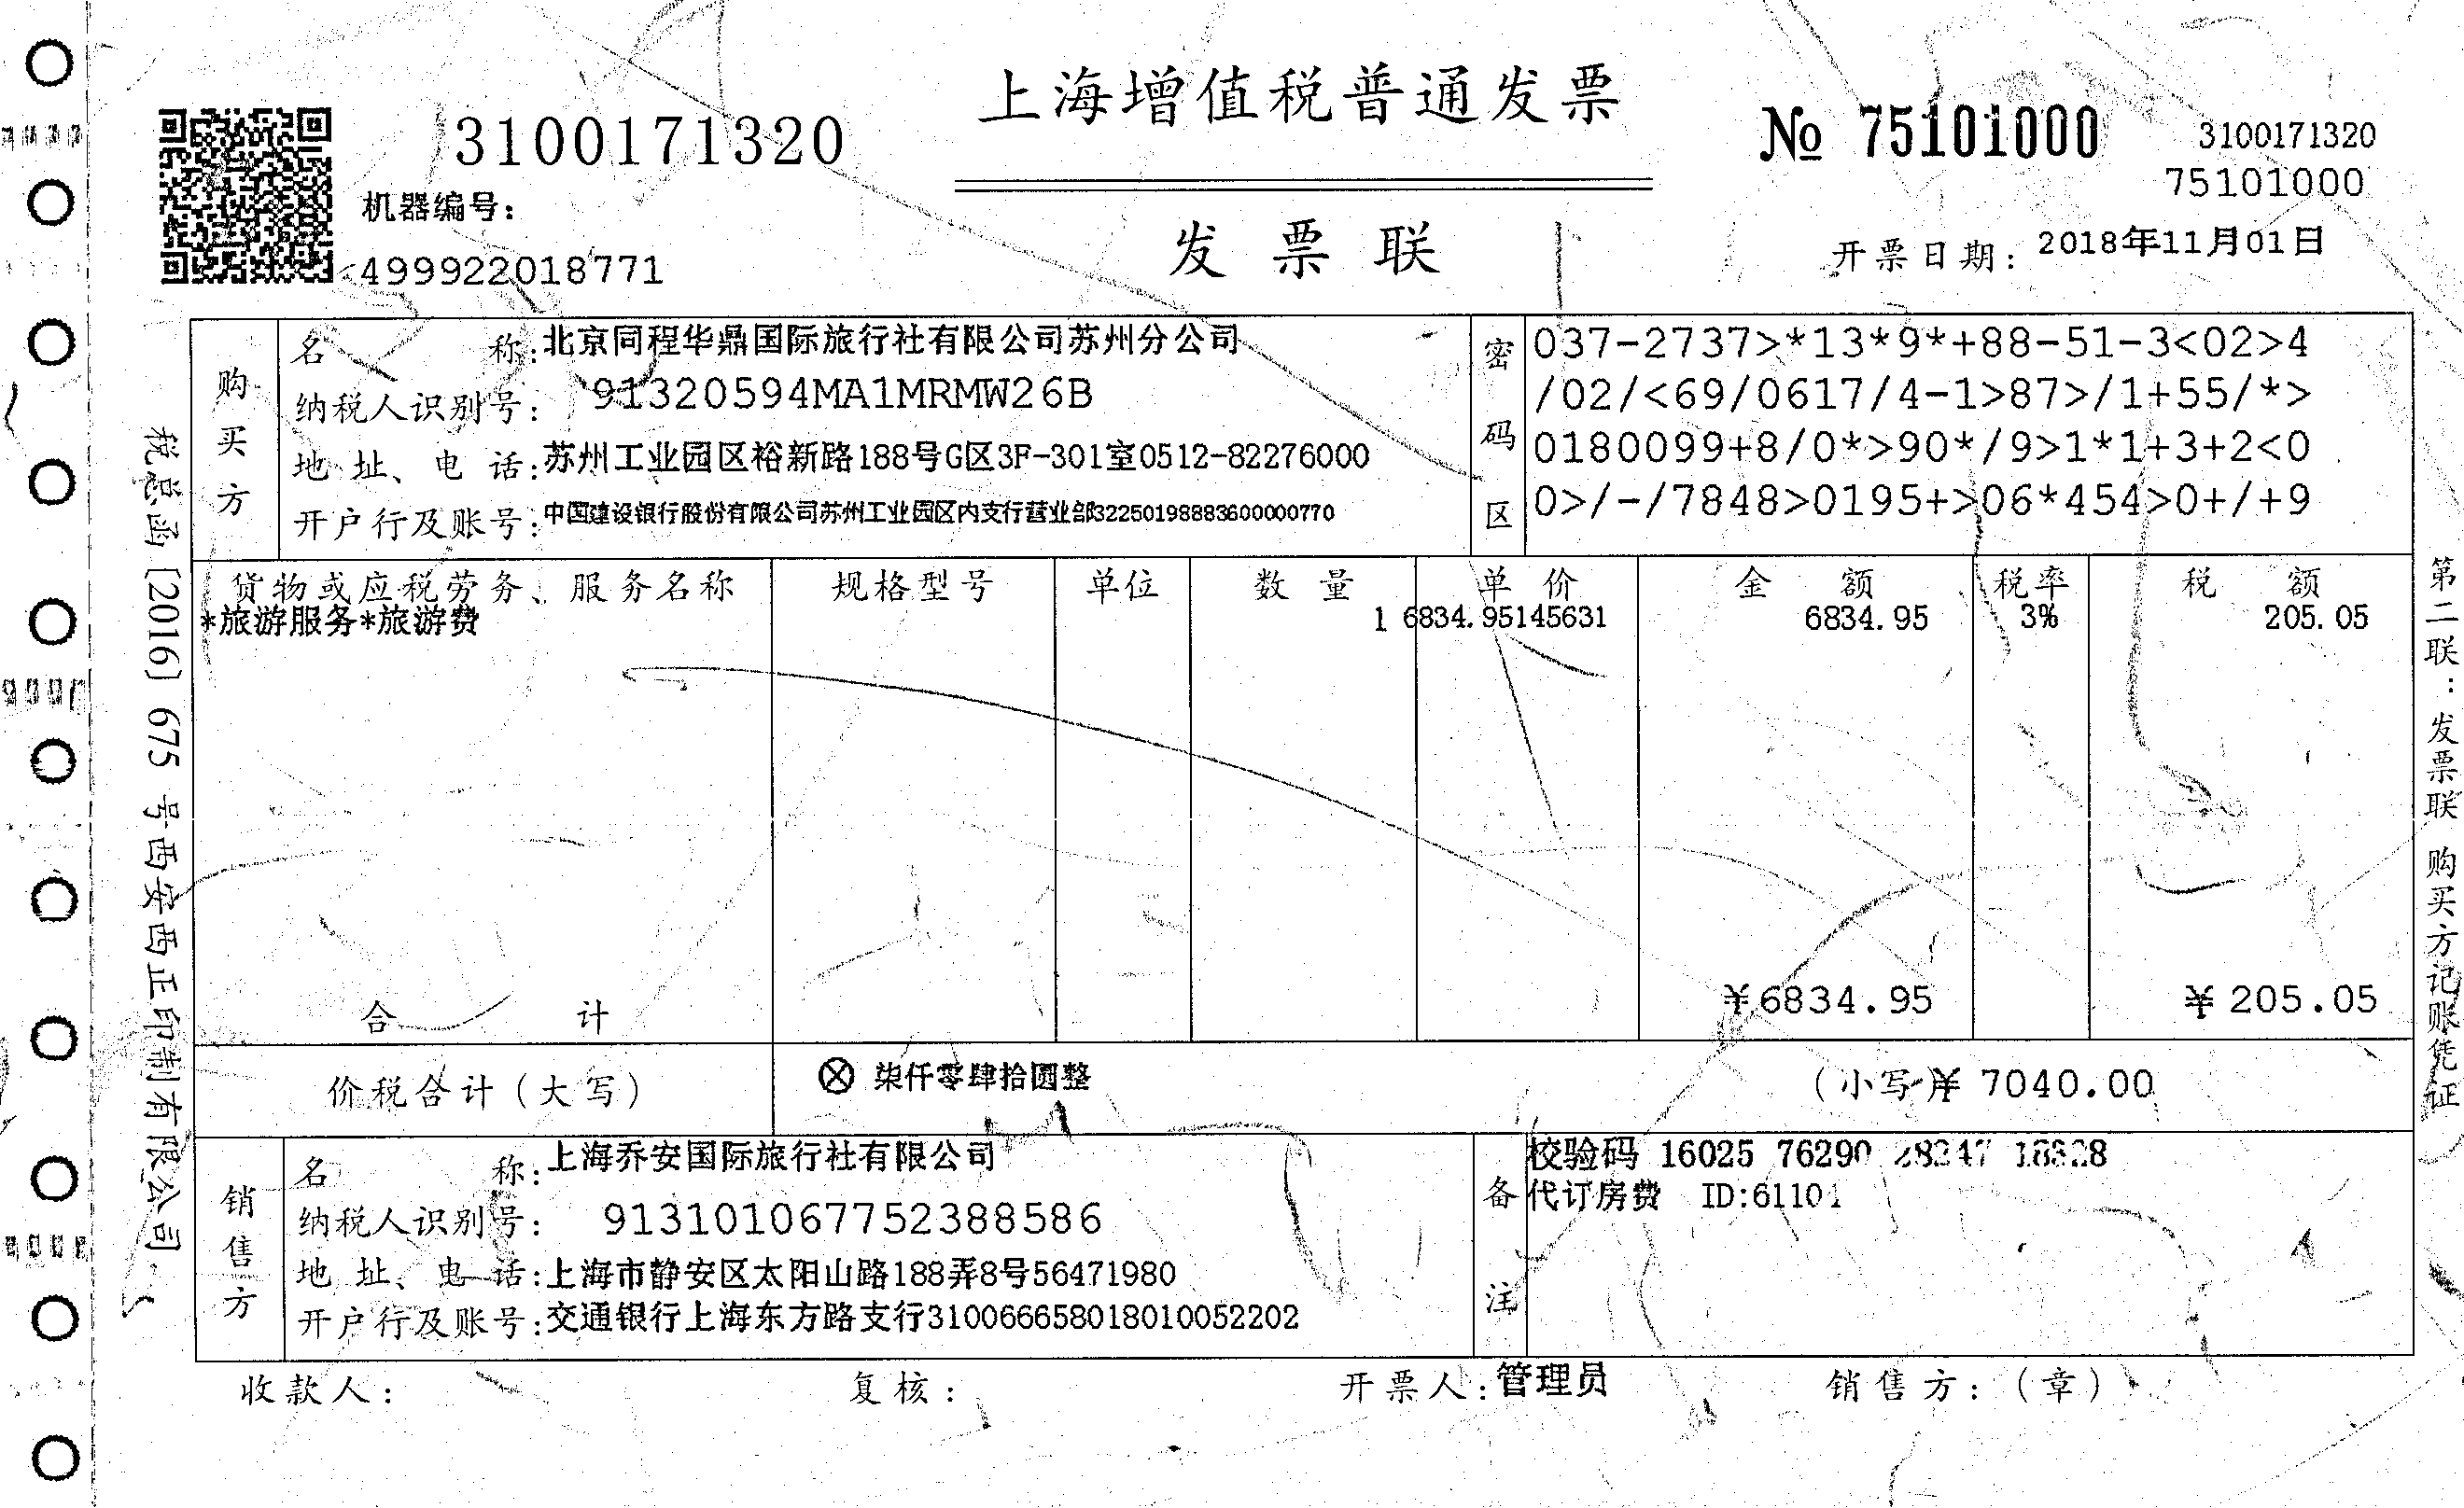 上海增值税普通发票
发票联
3100171320
机器编号：
499922018771
№ 75101000
3100171320
75101000
开票日期：2018年11月01日
购买方
名称：北京同程华鼎国际旅行社有限公司苏州分公司
纳税人识别号：91320594MA1MRMW26B
地址、电话：苏州工业园区裕新路188号G区3F-301室0512-82276000
开户行及账号：中国建设银行股份有限公司苏州工业园区内支行营业部32250198883600000770
密码区
037-2737>*13*9*+88-51-3<02>4
/02/<69/0617/4-1>87>/1+55/*>
0180099+8/0*>90*/9>1*1+3+2<0
0>/-/7848>0195+>06*454>0+/+9
货物或应税劳务、服务名称 规格型号 单位 数量 单价 金额 税率 税额
*旅游服务*旅游费 1 6834.95145631 6834.95 3% 205.05
合计 ￥6834.95 ￥205.05
价税合计（大写） ⊗ 柒仟零肆拾圆整 （小写）￥ 7040.00
销售方
名称：上海乔安国际旅行社有限公司
纳税人识别号：913101067752388586
地址、电话：上海市静安区太阳山路188弄8号56471980
开户行及账号：交通银行上海东方路支行310066658018010052202
备注
校验码 16025 76290
代订房费 ID:6110
收款人： 复核： 开票人：管理员 销售方：（章）
税总函〔2016〕675号西安西正印制有限公司
第二联：发票联 购买方记账凭证